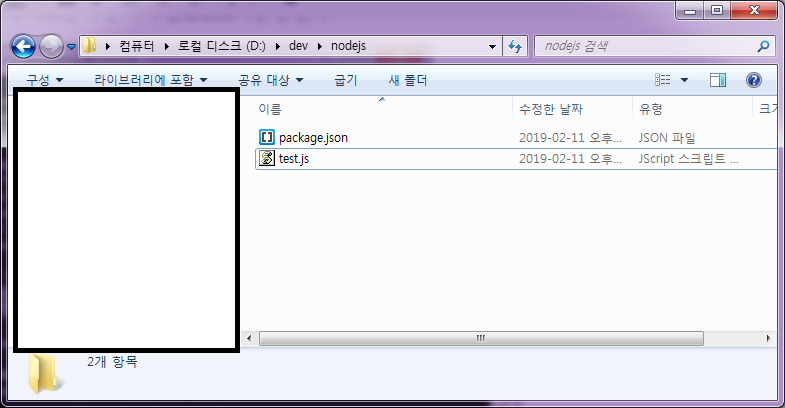 컴퓨터 로컬 디스크 (D:) dev nodejs nodejs 검색
구성 라이브러리에 포함 공유 대상 굽기 새 폴더
이름 수정한 날짜 유형 크기
package.json 2019-02-11 오후... JSON 파일
test.js 2019-02-11 오후... JScript 스크립트 ...
2개 항목